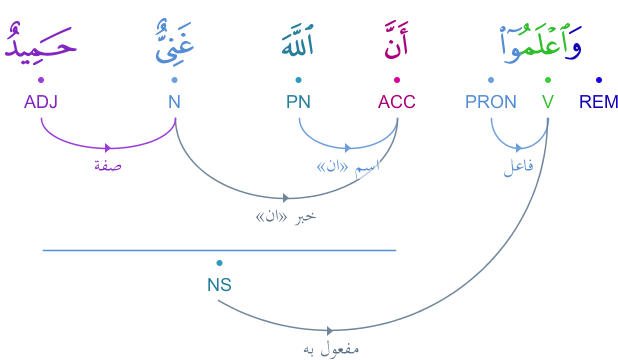 وَٱعْلَمُوٓا۟ أَنَّ ٱللَّهَ غَنِىٌّ حَمِيدٌ
REM V PRON ACC PN N ADJ
فاعل اسم «ان» صفة
خبر «ان»
NS
مفعول به